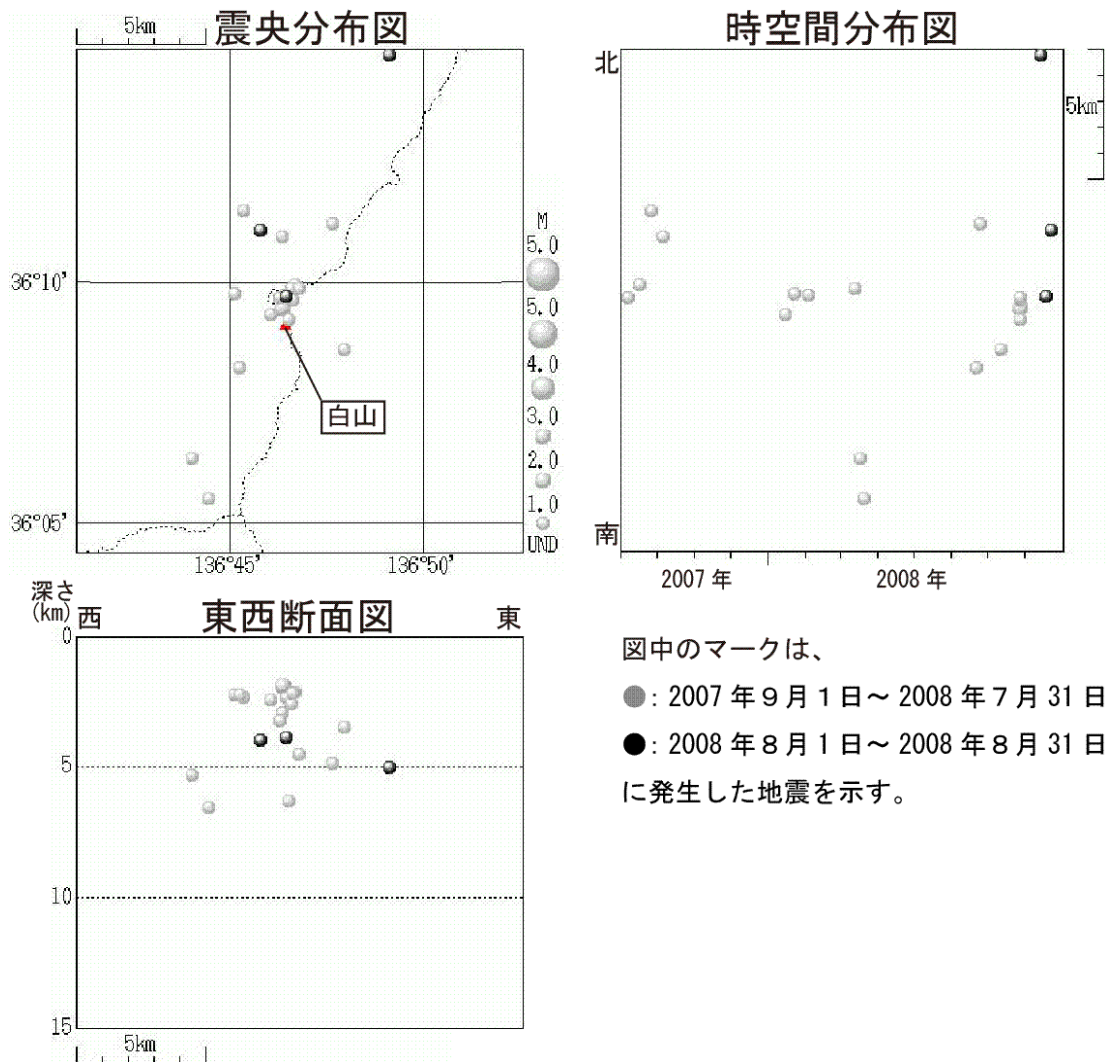 5km
震央分布図
時空間分布図
北
5km
36°10'
36°05'
白山
M
5.0
5.0
4.0
3.0
2.0
1.0
UND
136°45'
136°50'
南
2007 年
2008 年
深さ
(km)
西
東西断面図
東
0
5
10
15
5km
図中のマークは、
●: 2007 年 9 月 1 日～ 2008 年 7 月 31 日
●: 2008 年 8 月 1 日～ 2008 年 8 月 31 日
に発生した地震を示す。